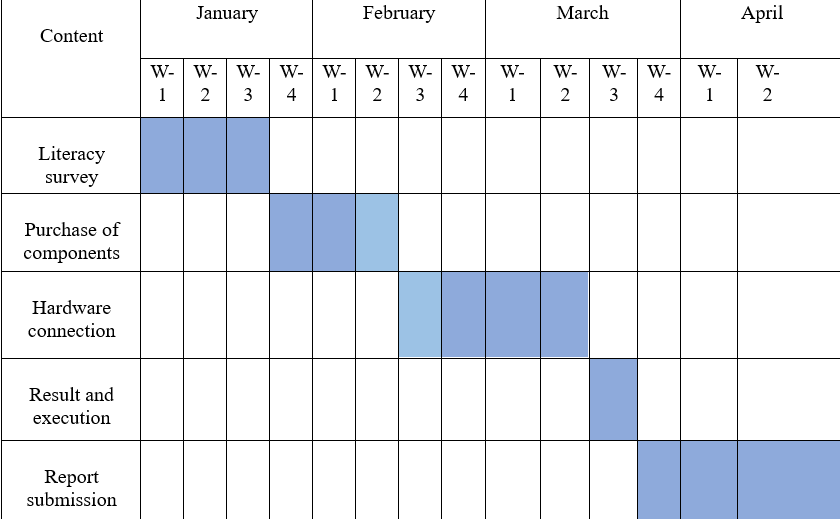 Content January February March April
W-1 W-2 W-3 W-4 W-1 W-2 W-3 W-4 W-1 W-2 W-3 W-4 W-1 W-2
Literacy
survey
Purchase of
components
Hardware
connection
Result and
execution
Report
submission